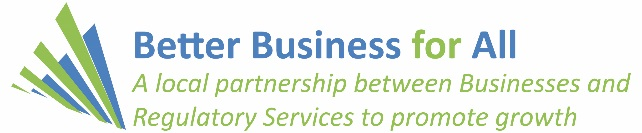 Better Business for All
A local partnership between Businesses and
Regulatory Services to promote growth